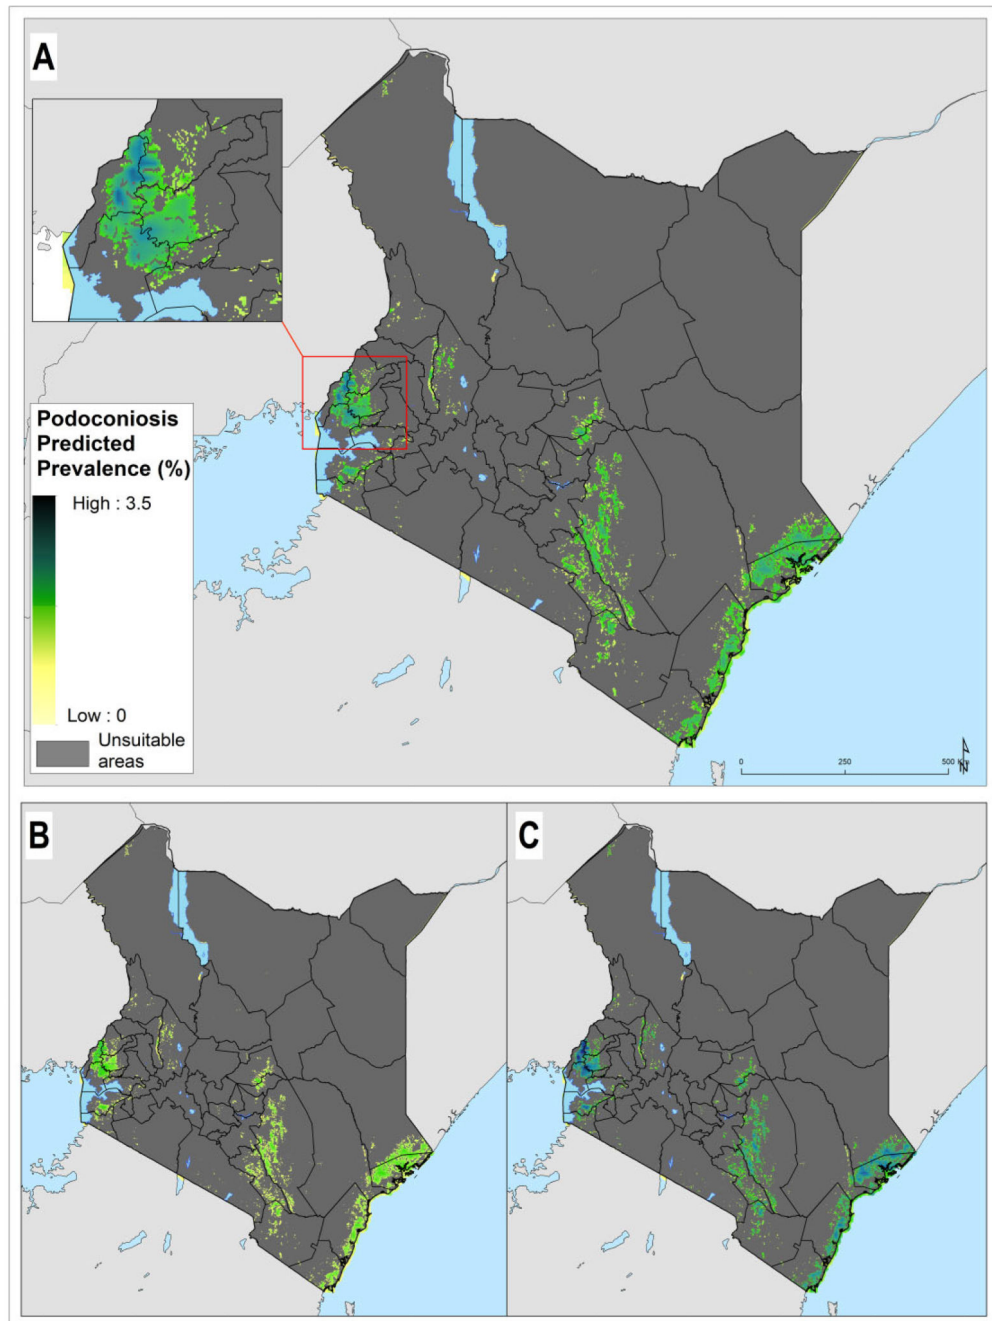 A
Podoconiosis
Predicted
Prevalence (%)
High : 3.5
Low : 0
Unsuitable
areas
N
0 250 500
B
C